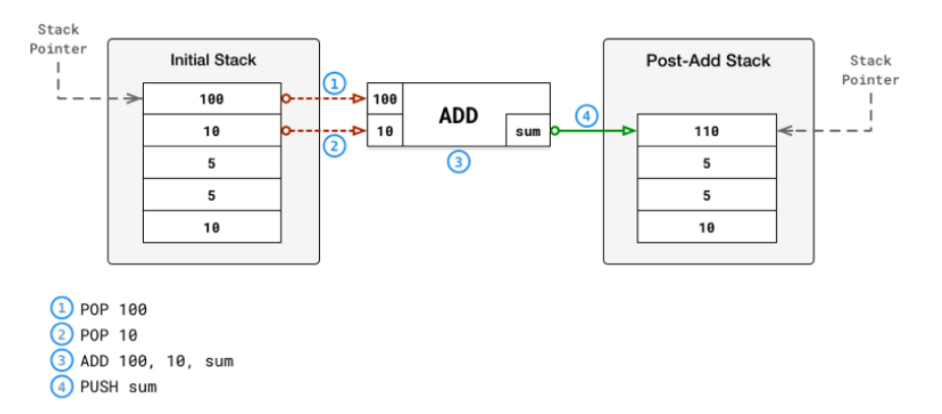 Stack
Pointer
Initial Stack
100
10
5
5
10
1
2
100
10
ADD
sum
3
4
Post-Add Stack
110
5
5
10
Stack
Pointer
1 POP 100
2 POP 10
3 ADD 100, 10, sum
4 PUSH sum